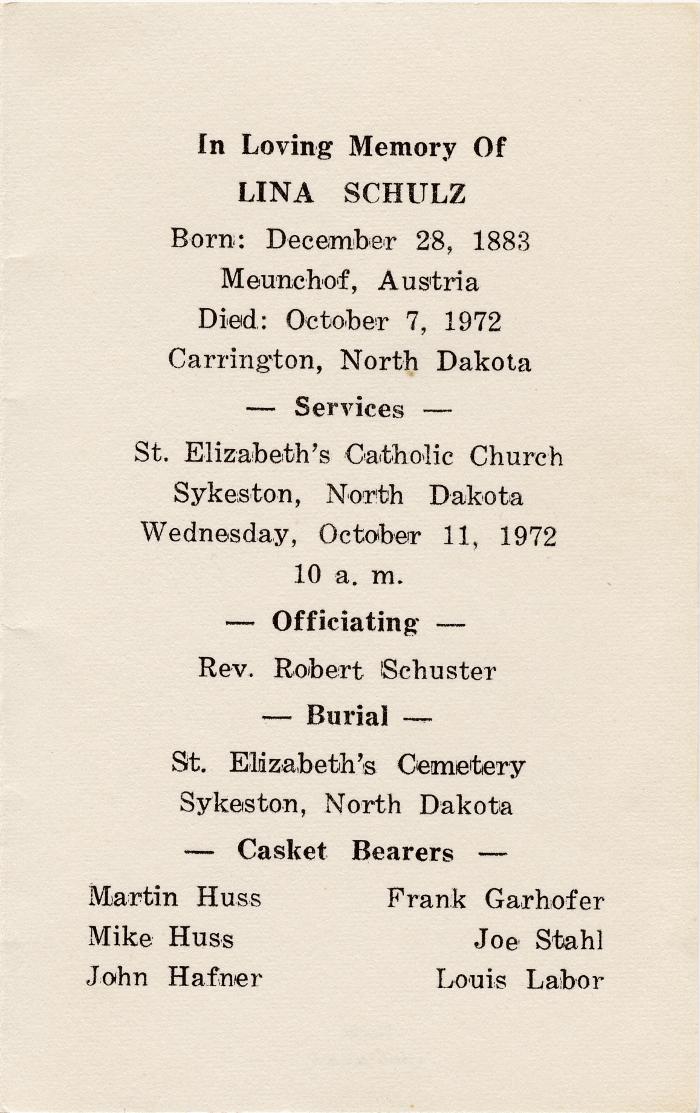 In Loving Memory Of
LINA SCHULZ
Born: December 28, 1883
Meunchof, Austria
Died: October 7, 1972
Carrington, North Dakota
— Services —
St. Elizabeth's Catholic Church
Sykeston, North Dakota
Wednesday, October 11, 1972
10 a. m.
— Officiating —
Rev. Robert Schuster
— Burial —
St. Elizabeth's Cemetery
Sykeston, North Dakota
— Casket Bearers —
Martin Huss Frank Garhofer
Mike Huss Joe Stahl
John Hafner Louis Labor